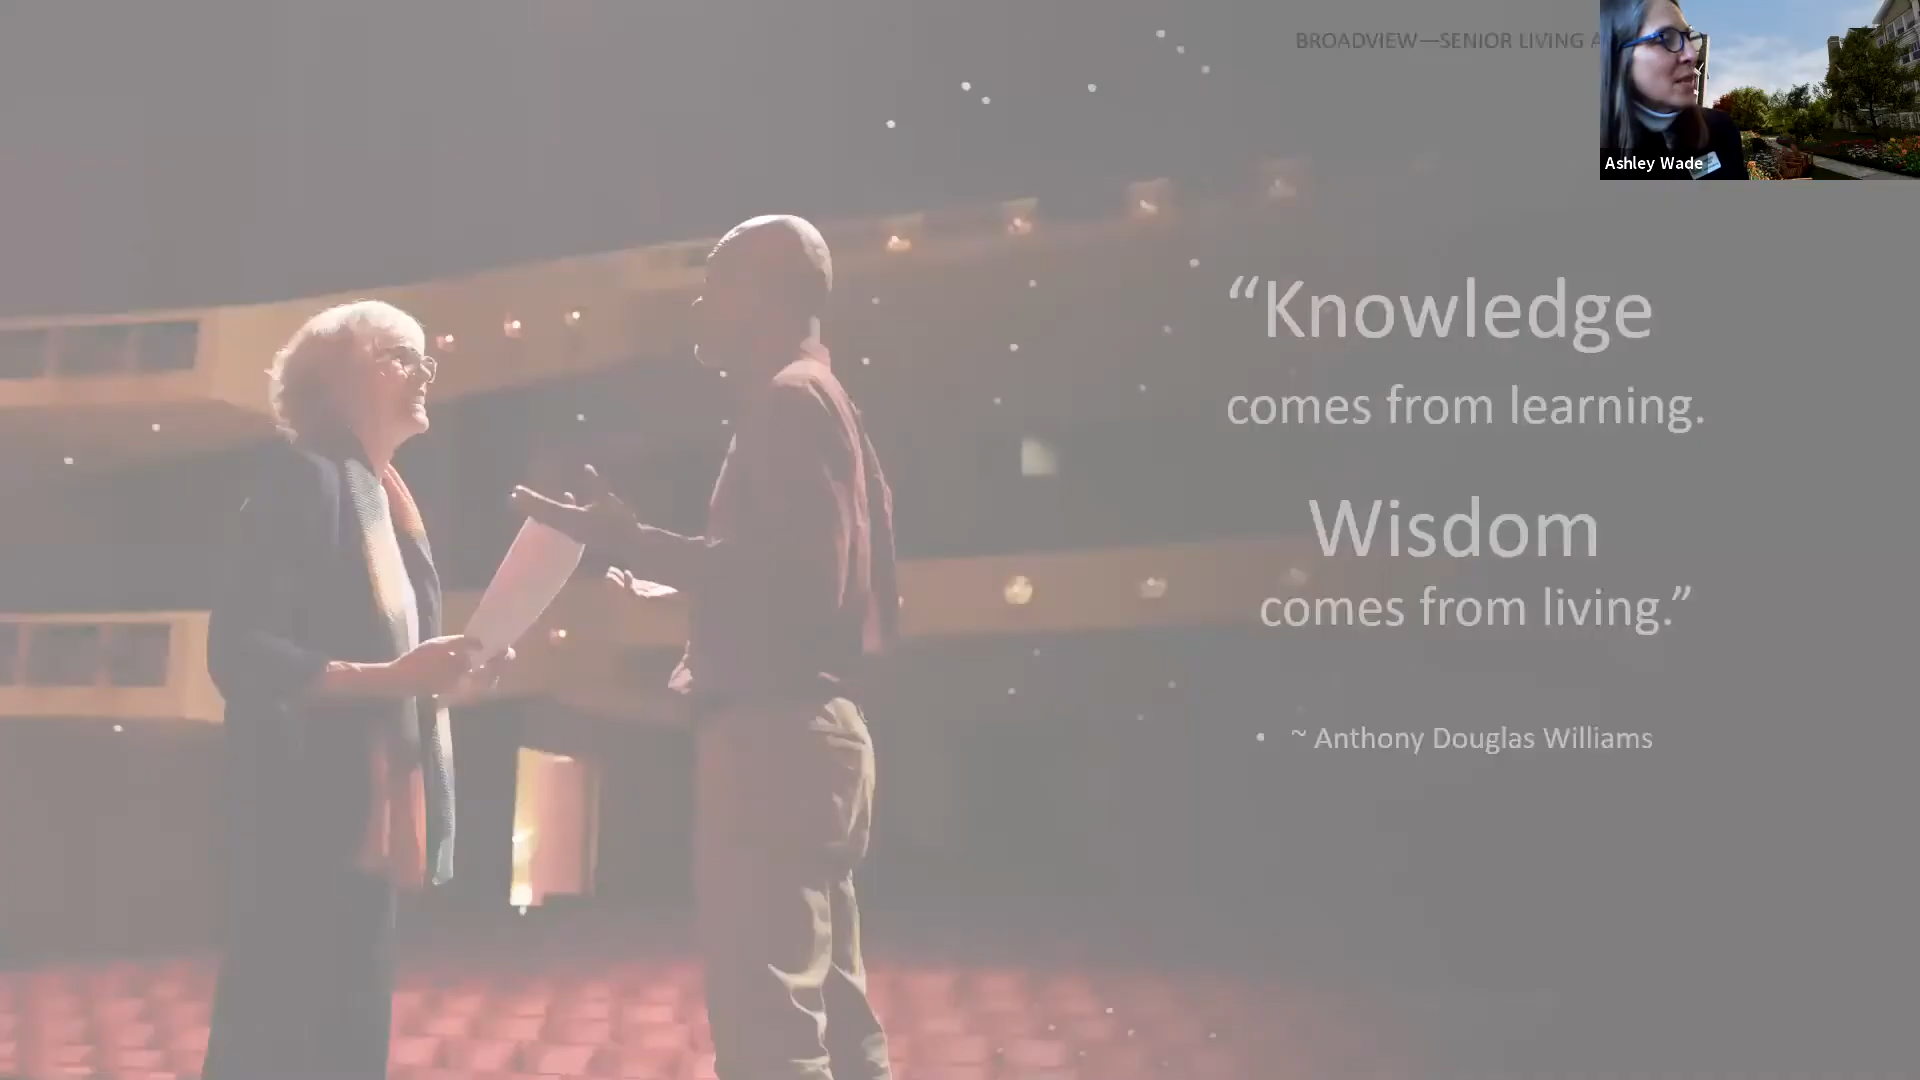 BROADVIEW—SENIOR LIVING
Ashley Wade
“Knowledge
comes from learning.
Wisdom
comes from living.”
• ~ Anthony Douglas Williams